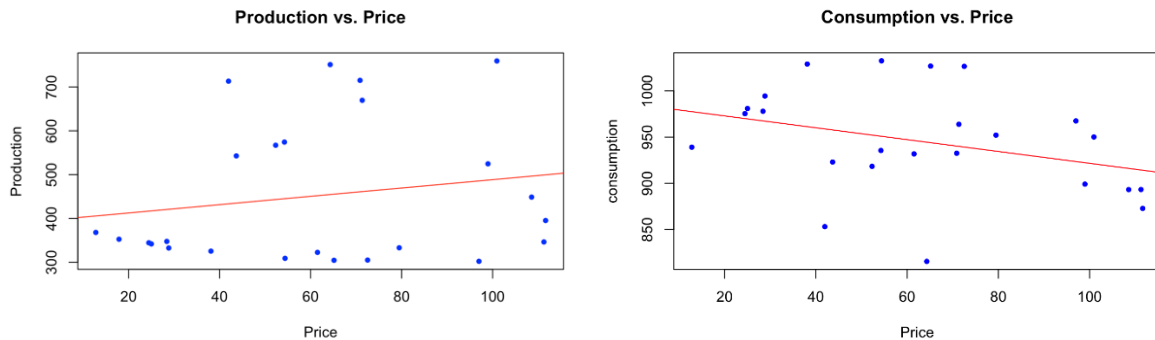 Production vs. Price
Production
300 400 500 600 700
20 40 60 80 100
Price
Consumption vs. Price
consumption
850 900 950 1000
20 40 60 80 100
Price